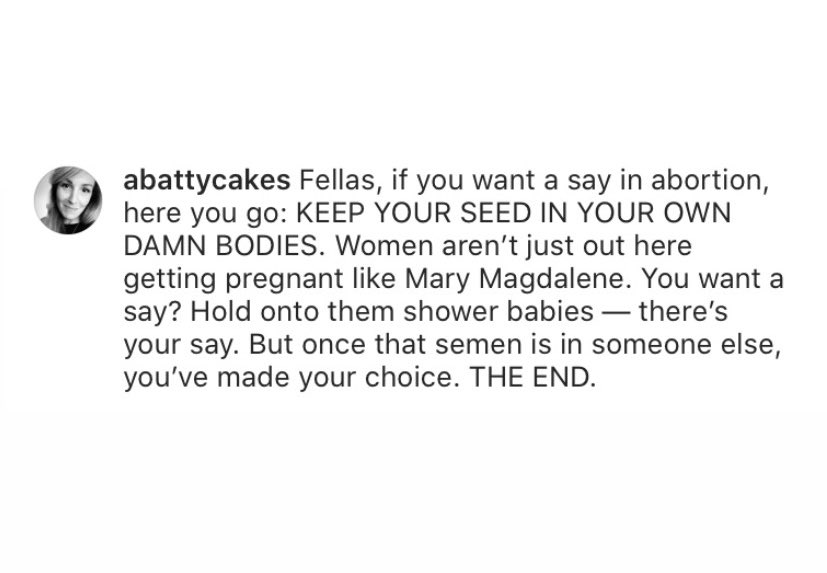 abattycakes Fellas, if you want a say in abortion,
here you go: KEEP YOUR SEED IN YOUR OWN
DAMN BODIES. Women aren’t just out here
getting pregnant like Mary Magdalene. You want a
say? Hold onto them shower babies — there’s
your say. But once that semen is in someone else,
you’ve made your choice. THE END.